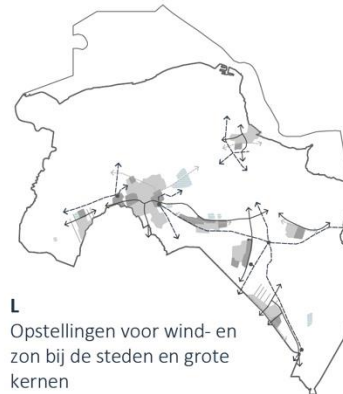 L
Opstellingen voor wind- en
zon bij de steden en grote
kernen